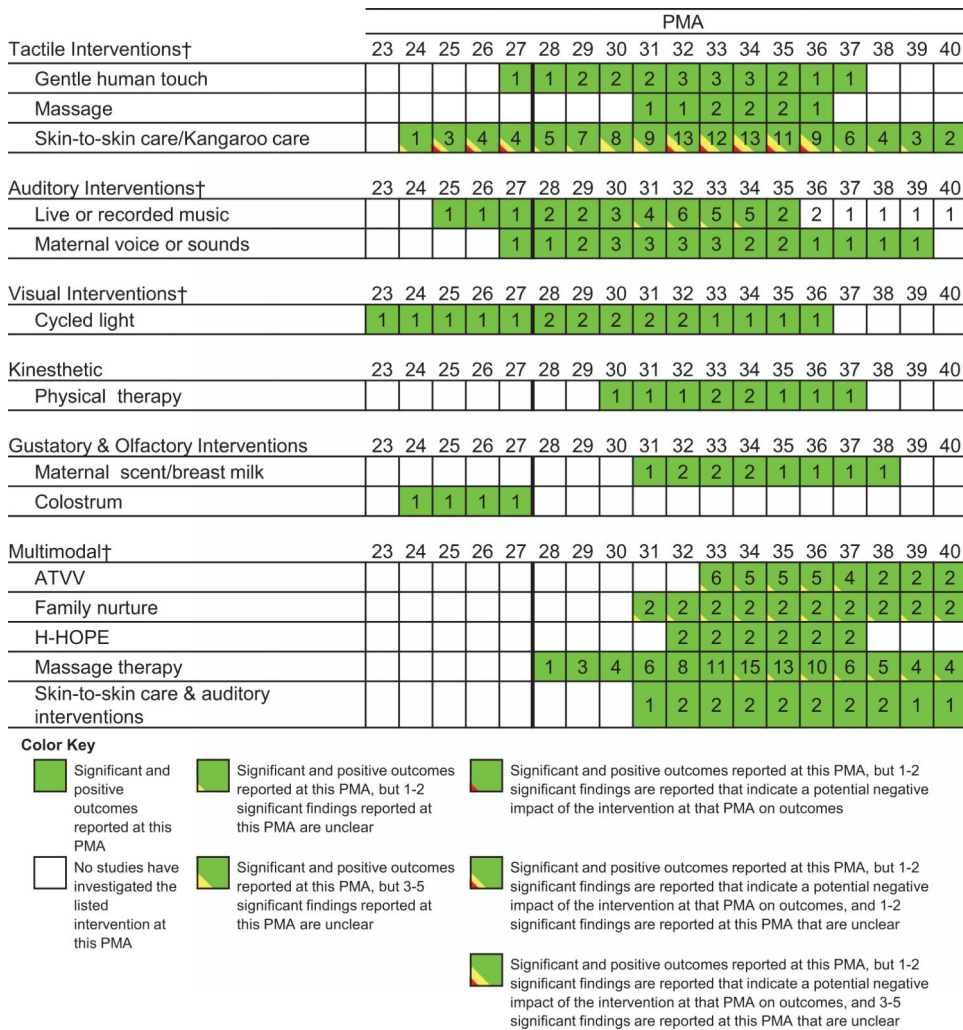 PMA
Tactile Interventions† 23 24 25 26 27 28 29 30 31 32 33 34 35 36 37 38 39 40
Gentle human touch 1 1 2 2 2 3 3 3 2 1 1
Massage 1 1 2 2 2 1
Skin-to-skin care/Kangaroo care 1 3 4 4 5 7 8 9 13 12 13 11 9 6 4 3 2
Auditory Interventions† 23 24 25 26 27 28 29 30 31 32 33 34 35 36 37 38 39 40
Live or recorded music 1 1 1 2 2 3 4 6 5 5 2 2 1 1 1 1
Maternal voice or sounds 1 1 2 3 3 3 3 2 2 1 1 1 1
Visual Interventions† 23 24 25 26 27 28 29 30 31 32 33 34 35 36 37 38 39 40
Cycled light 1 1 1 1 1 2 2 2 2 2 1 1 1 1
Kinesthetic 23 24 25 26 27 28 29 30 31 32 33 34 35 36 37 38 39 40
Physical therapy 1 1 1 2 2 1 1 1
Gustatory & Olfactory Interventions 23 24 25 26 27 28 29 30 31 32 33 34 35 36 37 38 39 40
Maternal scent/breast milk 1 2 2 2 1 1 1 1
Colostrum 1 1 1 1
Multimodal† 23 24 25 26 27 28 29 30 31 32 33 34 35 36 37 38 39 40
ATVV 6 5 5 5 4 2 2 2
Family nurture 2 2 2 2 2 2 2 2 2 2
H-HOPE 2 2 2 2 2 2
Massage therapy 1 3 4 6 8 11 15 13 10 6 5 4 4
Skin-to-skin care & auditory
interventions 1 2 2 2 2 2 2 2 1 1
Color Key
Significant and
positive
outcomes
reported at this
PMA
Significant and positive outcomes
reported at this PMA, but 1-2
significant findings reported at
this PMA are unclear
Significant and positive outcomes reported at this PMA, but 1-2
significant findings are reported that indicate a potential negative
impact of the intervention at that PMA on outcomes
No studies have
investigated the
listed
intervention at
this PMA
Significant and positive outcomes
reported at this PMA, but 3-5
significant findings reported at
this PMA are unclear
Significant and positive outcomes reported at this PMA, but 1-2
significant findings are reported that indicate a potential negative
impact of the intervention at that PMA on outcomes, and 1-2
significant findings are reported at this PMA that are unclear
Significant and positive outcomes reported at this PMA, but 1-2
significant findings are reported that indicate a potential negative
impact of the intervention at that PMA on outcomes, and 3-5
significant findings are reported at this PMA that are unclear